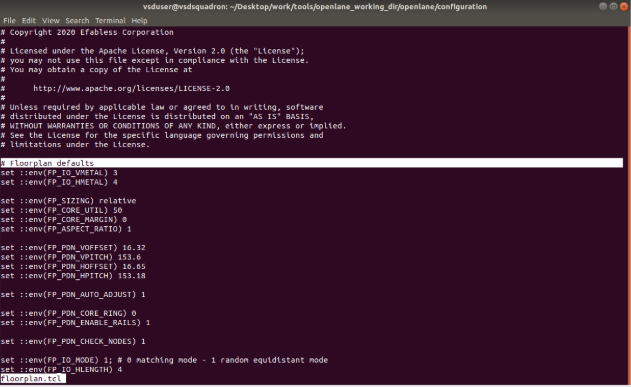 vsduser@vsdsquadron: ~/Desktop/work/tools/openlane_working_dir/openlane/configuration
File Edit View Search Terminal Help
# Copyright 2020 Efabless Corporation
#
# Licensed under the Apache License, Version 2.0 (the "License");
# you may not use this file except in compliance with the License.
# You may obtain a copy of the License at
#
#      http://www.apache.org/licenses/LICENSE-2.0
#
# Unless required by applicable law or agreed to in writing, software
# distributed under the License is distributed on an "AS IS" BASIS,
# WITHOUT WARRANTIES OR CONDITIONS OF ANY KIND, either express or implied.
# See the License for the specific language governing permissions and
# limitations under the License.
# Floorplan defaults
set ::env(FP_IO_VMETAL) 3
set ::env(FP_IO_HMETAL) 4
set ::env(FP_SIZING) relative
set ::env(FP_CORE_UTIL) 50
set ::env(FP_CORE_MARGIN) 0
set ::env(FP_ASPECT_RATIO) 1
set ::env(FP_PDN_VOFFSET) 16.32
set ::env(FP_PDN_VPITCH) 153.6
set ::env(FP_PDN_HOFFSET) 16.65
set ::env(FP_PDN_HPITCH) 153.18
set ::env(FP_PDN_AUTO_ADJUST) 1
set ::env(FP_PDN_CORE_RING) 0
set ::env(FP_PDN_ENABLE_RAILS) 1
set ::env(FP_PDN_CHECK_NODES) 1
set ::env(FP_IO_MODE) 1; # 0 matching mode - 1 random equidistant mode
set ::env(FP_IO_HLENGTH) 4
floorplan.tcl